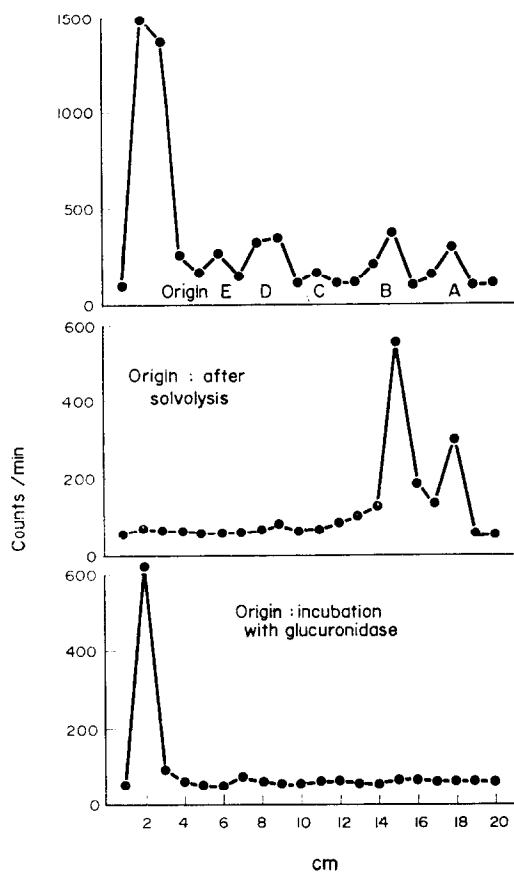 1500
1000
500
0
Origin E D C B A
600
400
200
0
Origin : after
solvolysis
Counts /min
600
400
200
0
Origin : incubation
with glucuronidase
2 4 6 8 10 12 14 16 18 20
cm